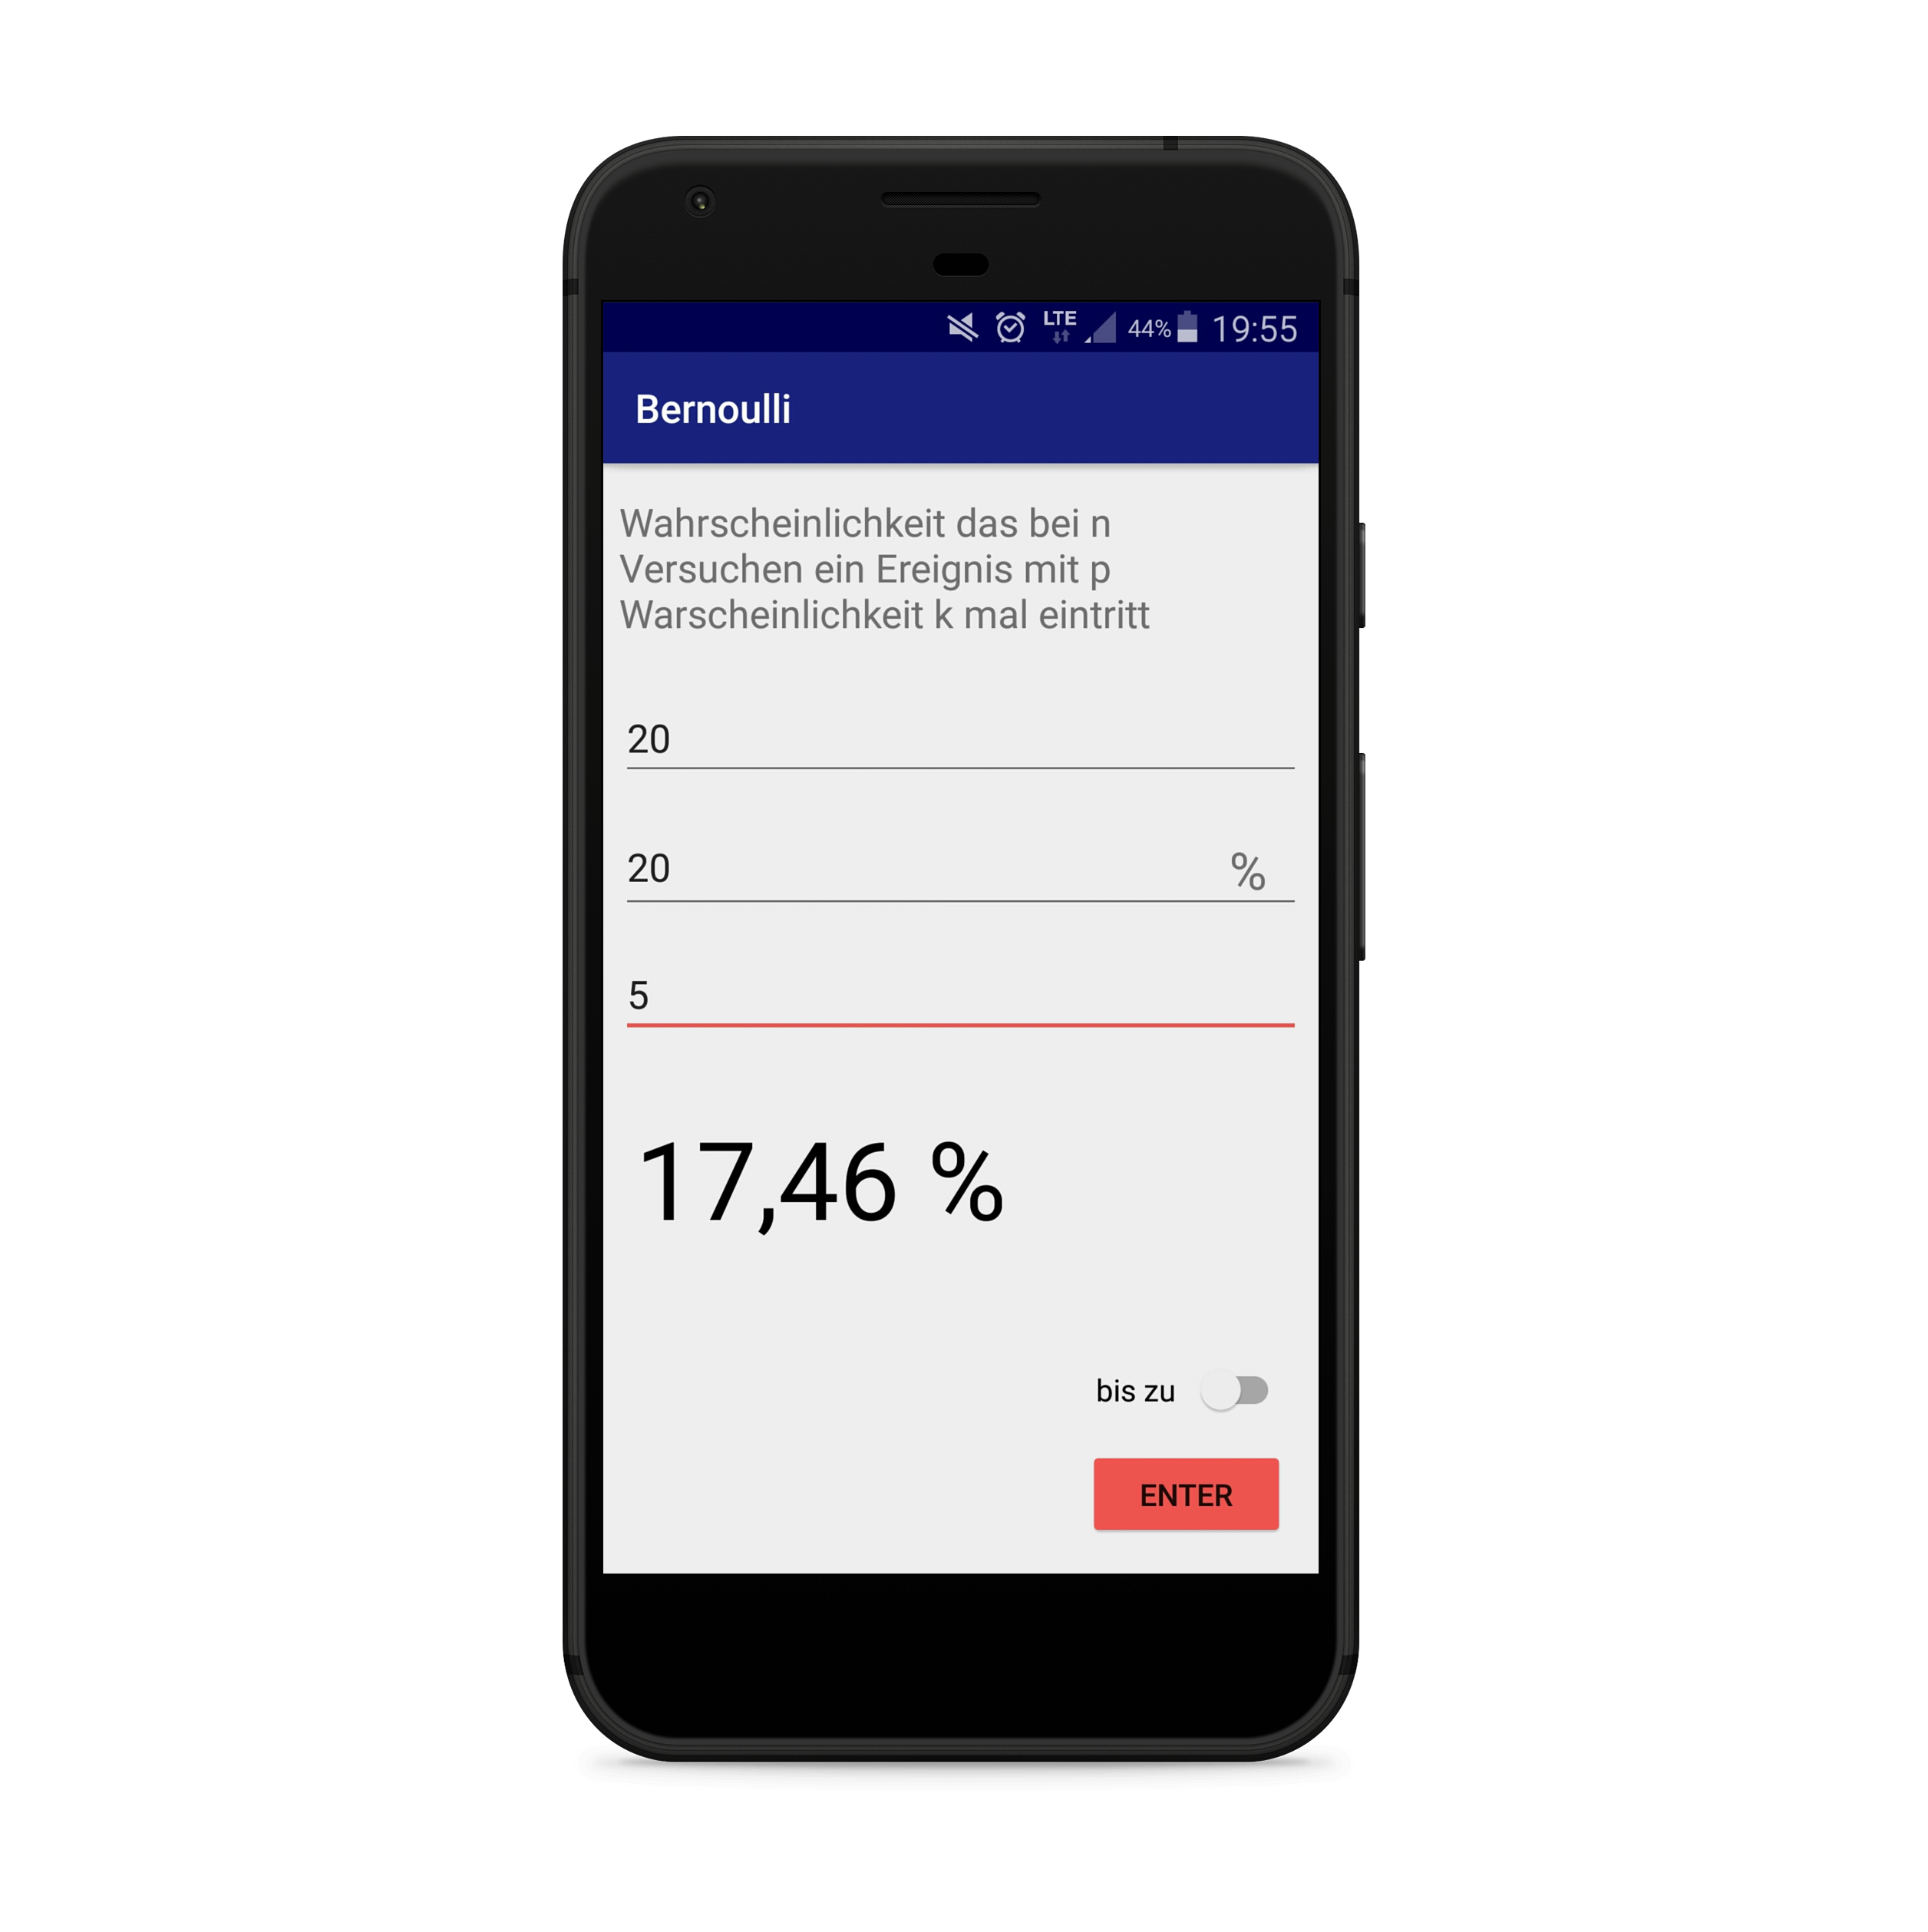 LTE 44% 19:55
Bernoulli
Wahrscheinlichkeit das bei n
Versuchen ein Ereignis mit p
Warscheinlichkeit k mal eintritt
20
20 %
5
17,46 %
bis zu
ENTER